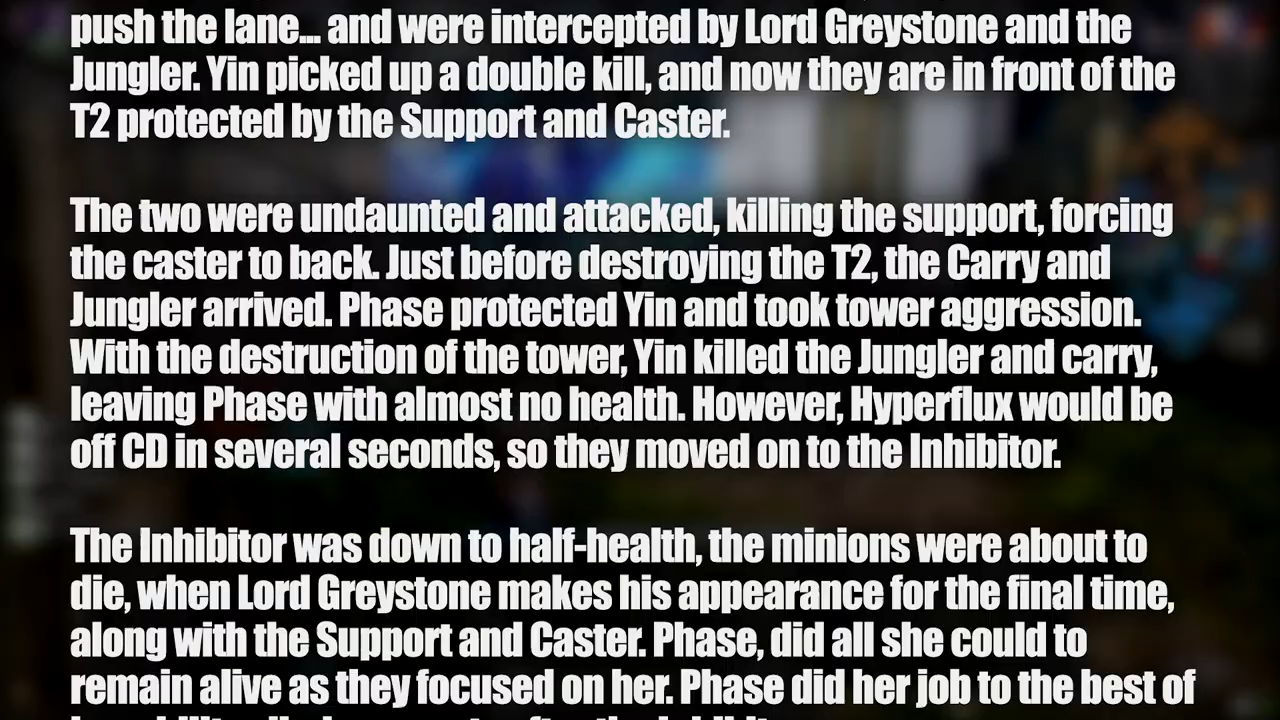 push the lane... and were intercepted by Lord Greystone and the
Jungler. Yin picked up a double kill, and now they are in front of the
T2 protected by the Support and Caster.
The two were undaunted and attacked, killing the support, forcing
the caster to back. Just before destroying the T2, the Carry and
Jungler arrived. Phase protected Yin and took tower aggression.
With the destruction of the tower, Yin killed the Jungler and carry,
leaving Phase with almost no health. However, Hyperflux would be
off CD in several seconds, so they moved on to the Inhibitor.
The Inhibitor was down to half-health, the minions were about to
die, when Lord Greystone makes his appearance for the final time,
along with the Support and Caster. Phase, did all she could to
remain alive as they focused on her. Phase did her job to the best of